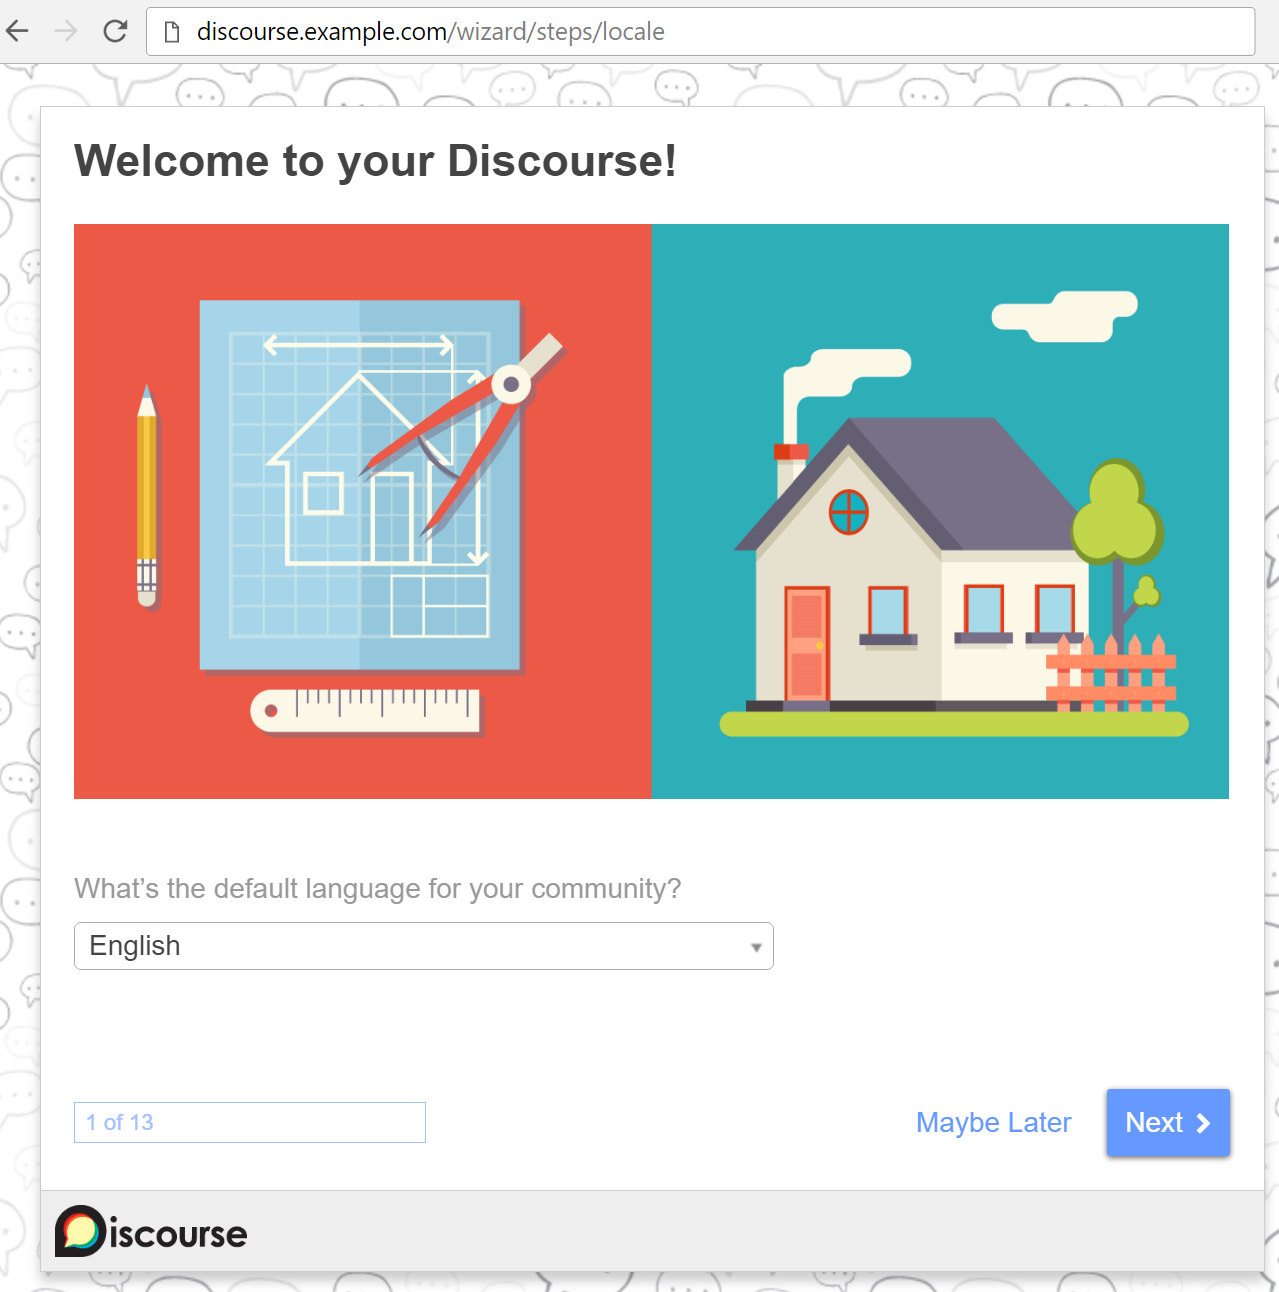 discourse.example.com/wizard/steps/locale
Welcome to your Discourse!
What’s the default language for your community?
English
1 of 13
Maybe Later
Next
Discourse